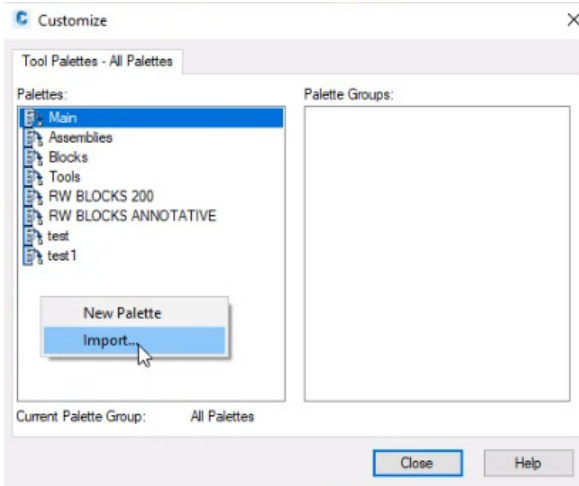 Customize
Tool Palettes - All Palettes
Palettes:
Palette Groups:
Main
Assemblies
Blocks
Tools
RW BLOCKS 200
RW BLOCKS ANNOTATIVE
test
test1
New Palette
Import...
Current Palette Group: All Palettes
Close Help